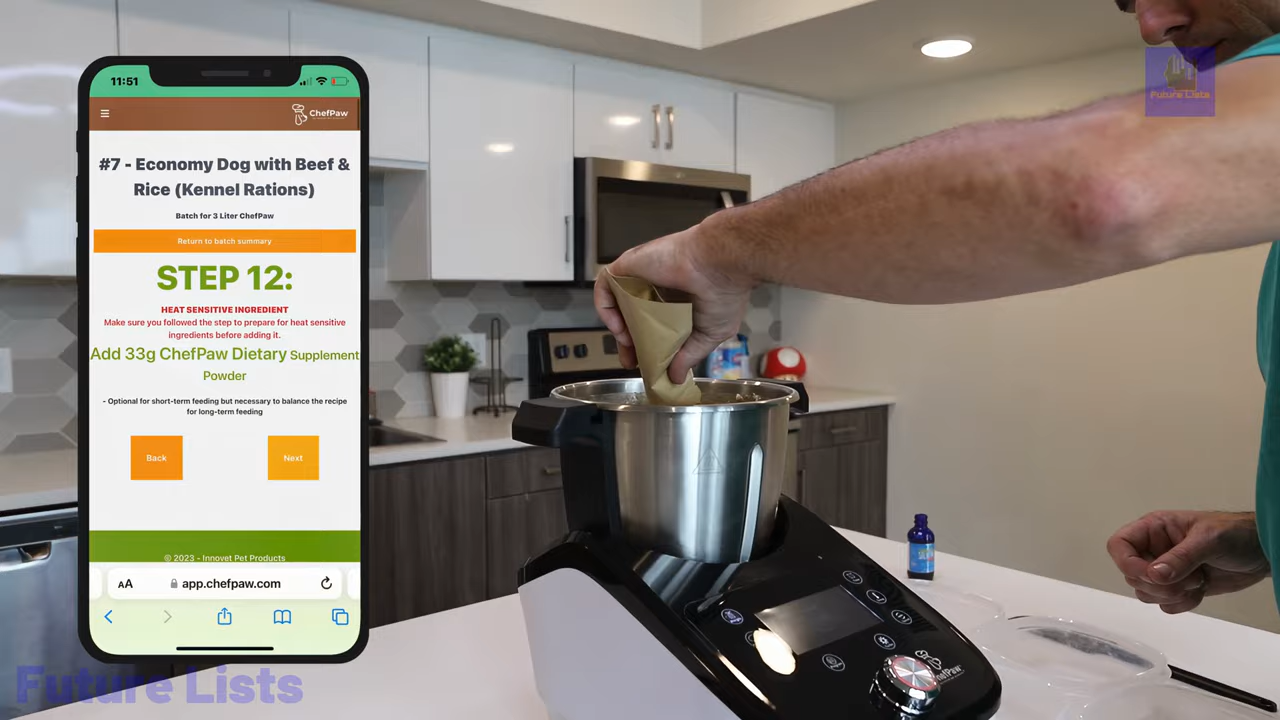 11:51
ChefPaw
#7 - Economy Dog with Beef &
Rice (Kennel Rations)
Batch for 3 Liter ChefPaw
Return to batch summary
STEP 12:
HEAT SENSITIVE INGREDIENT
Make sure you followed the step to prepare for heat sensitive
ingredients before adding it.
Add 33g ChefPaw Dietary Supplement
Powder
- Optional for short-term feeding but necessary to balance the recipe
for long-term feeding
Back
Next
© 2023 - Innovet Pet Products
AA
app.chefpaw.com
Future Lists
Future Lists
ChefPaw